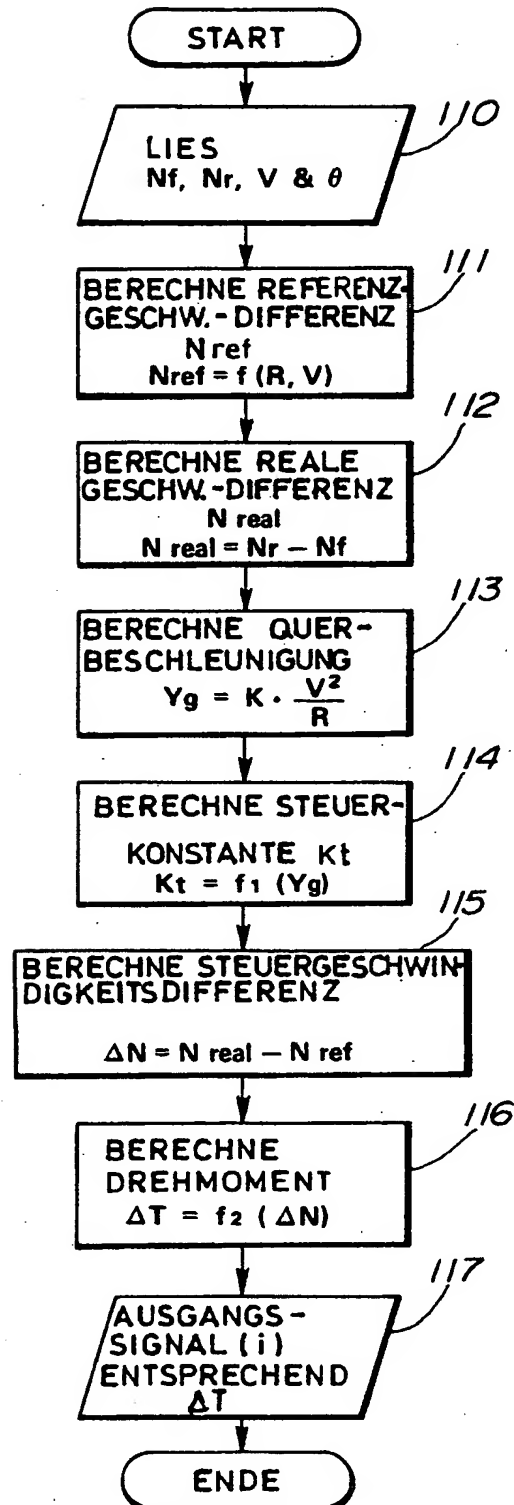 START
110
LIES
Nf, Nr, V & θ
111
BERECHNE REFERENZ-
GESCHW.-DIFFERENZ
Nref
Nref = f (R, V)
112
BERECHNE REALE
GESCHW.-DIFFERENZ
N real
N real = Nr − Nf
113
BERECHNE QUER-
BESCHLEUNIGUNG
Yg = K · V²/R
114
BERECHNE STEUER-
KONSTANTE Kt
Kt = f₁ (Yg)
115
BERECHNE STEUERGESCHWIN-
DIGKEITSDIFFERENZ
ΔN = N real − N ref
116
BERECHNE
DREHMOMENT
ΔT = f₂ (ΔN)
117
AUSGANGS-
SIGNAL (i)
ENTSPRECHEND
ΔT
ENDE